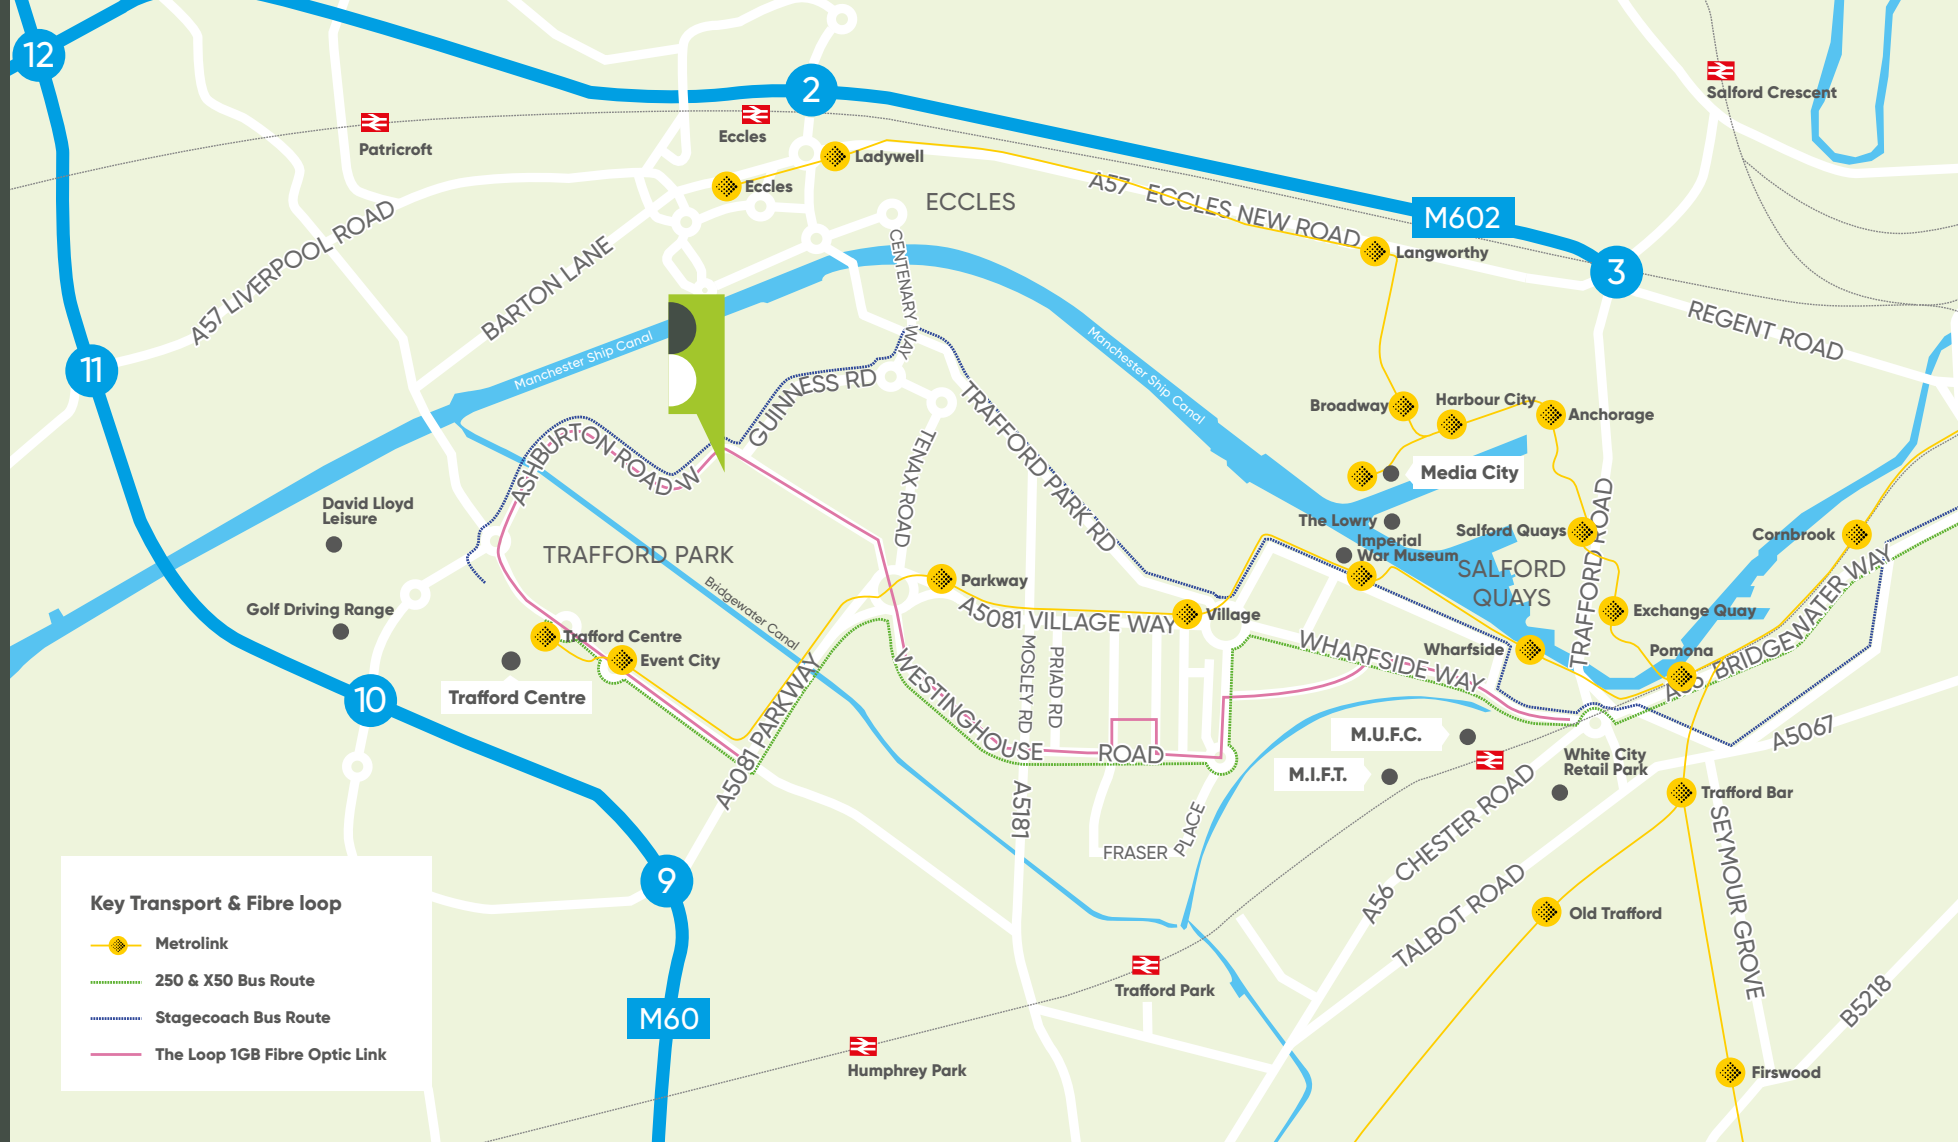 12
2
Salford Crescent
Patricroft
Eccles
Ladywell
Eccles
ECCLES
A57 ECCLES NEW ROAD
M602
Langworthy
3
A57 LIVERPOOL ROAD
BARTON LANE
CENTENARY WAY
REGENT ROAD
Manchester Ship Canal
Manchester Ship Canal
11
GUINNESS RD
TRAFFORD PARK RD
Broadway
Harbour City
Anchorage
ASHBURTON ROAD W
TENAX ROAD
Media City
David Lloyd
Leisure
The Lowry
Imperial
War Museum
Salford Quays
SALFORD
QUAYS
TRAFFORD ROAD
Cornbrook
TRAFFORD PARK
Bridgewater Canal
Parkway
A5081 VILLAGE WAY
Village
Golf Driving Range
Trafford Centre
Event City
Trafford Centre
Exchange Quay
Wharfside
Pomona
WHARFSIDE WAY
A56 BRIDGEWATER WAY
MOSLEY RD
PRIAD RD
WESTINGHOUSE ROAD
A5081 PARKWAY
10
M.U.F.C.
M.I.F.T.
White City
Retail Park
A5067
A5181
FRASER PLACE
Trafford Bar
A56 CHESTER ROAD
TALBOT ROAD
SEYMOUR GROVE
9
Old Trafford
B5218
M60
Trafford Park
Humphrey Park
Firswood
Key Transport & Fibre loop
Metrolink
250 & X50 Bus Route
Stagecoach Bus Route
The Loop 1GB Fibre Optic Link